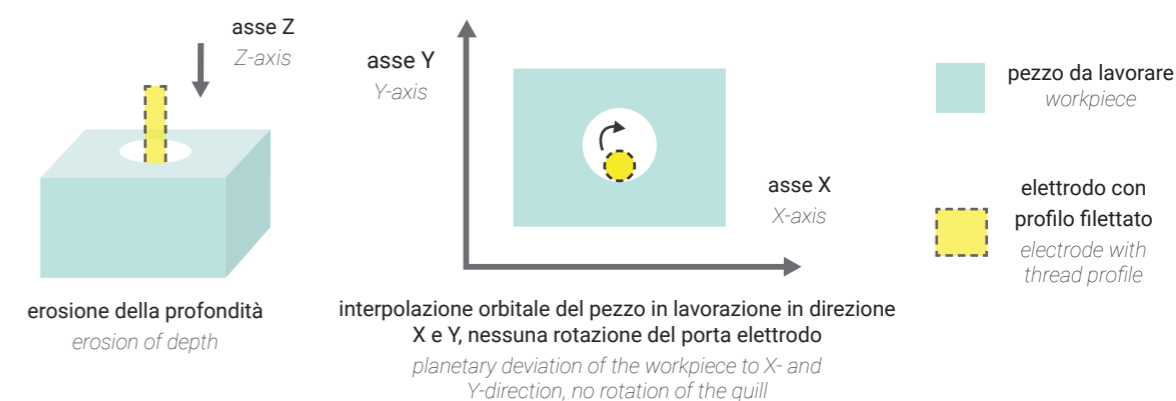 asse Z
Z-axis
erosione della profondità
erosion of depth
asse Y
Y-axis
asse X
X-axis
interpolazione orbitale del pezzo in lavorazione in direzione
X e Y, nessuna rotazione del porta elettrodo
planetary deviation of the workpiece to X- and
Y-direction, no rotation of the quill
pezzo da lavorare
workpiece
elettrodo con
profilo filettato
electrode with
thread profile